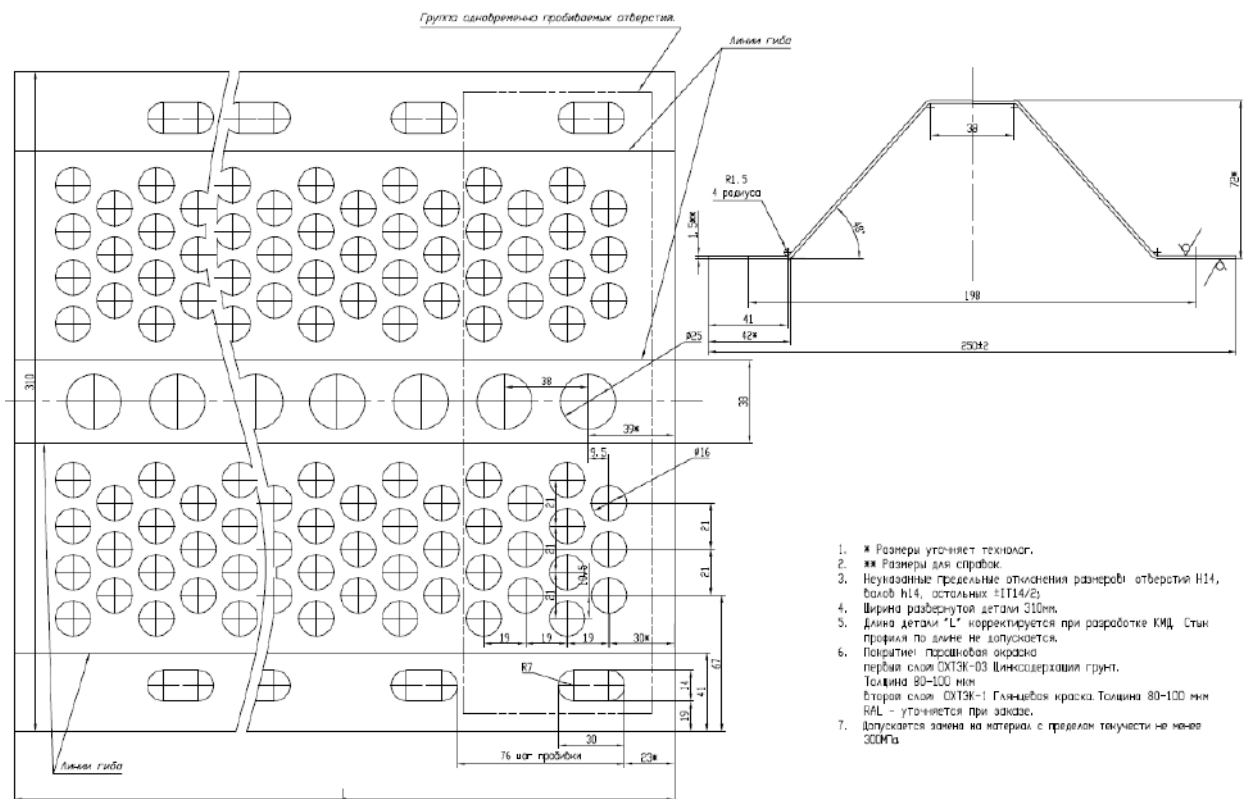 Группа одновременно пробиваемых отверстий.
Линии гиба
38
R1.5
4 радиуса
1.5**
48°
72*
198
41
42*
250±2
310
⌀25
38
38
39*
9.5
⌀16
21
21
21
21
21
10.5
19
19
19
30*
67
R7
14
41
19
30
76 шаг пробивки
23*
Линии гиба
L
1. * Размеры уточняет технолог.
2. ** Размеры для справок.
3. Неуказанные предельные отклонения размеров: отверстий H14,
валов h14, остальных ±IT14/2;
4. Ширина развернутой детали 310мм.
5. Длина детали "L" корректируется при разработке КМД. Стык
профиля по длине не допускается.
6. Покрытие: порошковая окраска
первый слой ОХТЭК-03 Цинксодержащий грунт.
Толщина 80-100 мкм
Второй слой ОХТЭК-1 Глянцевая краска. Толщина 80-100 мкм
RAL - уточняется при заказе.
7. Допускается замена на материал с пределом текучести не менее
300МПа